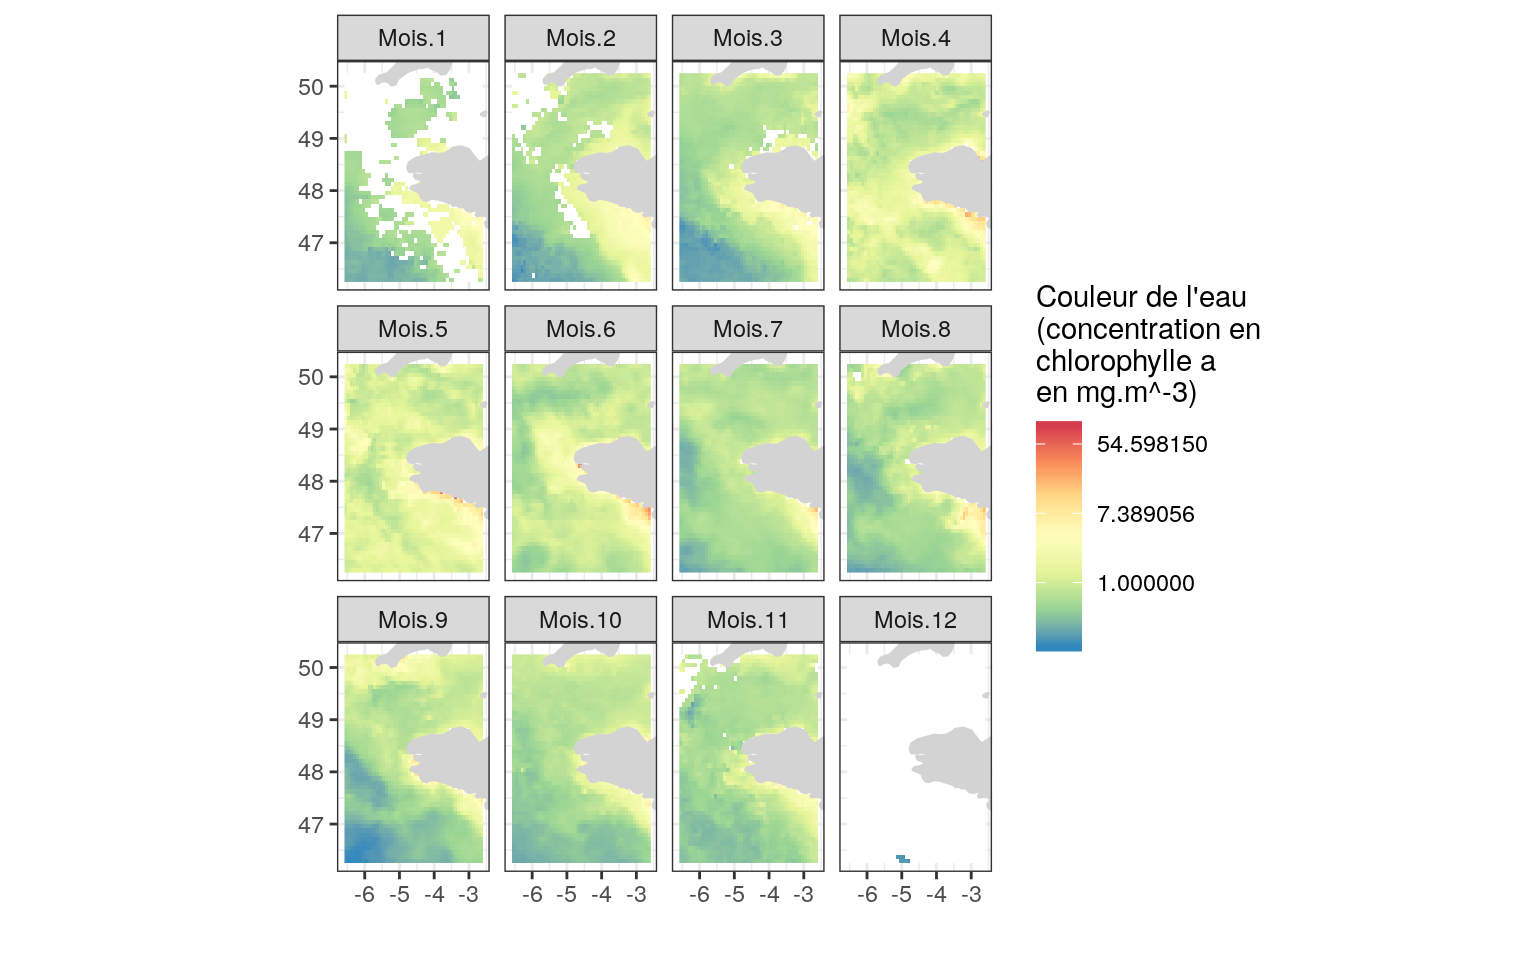 Mois.1 Mois.2 Mois.3 Mois.4
50
49
48
47
Mois.5 Mois.6 Mois.7 Mois.8
50
49
48
47
Mois.9 Mois.10 Mois.11 Mois.12
50
49
48
47
-6 -5 -4 -3 -6 -5 -4 -3 -6 -5 -4 -3 -6 -5 -4 -3
Couleur de l'eau
(concentration en
chlorophylle a
en mg.m^-3)
54.598150
7.389056
1.000000